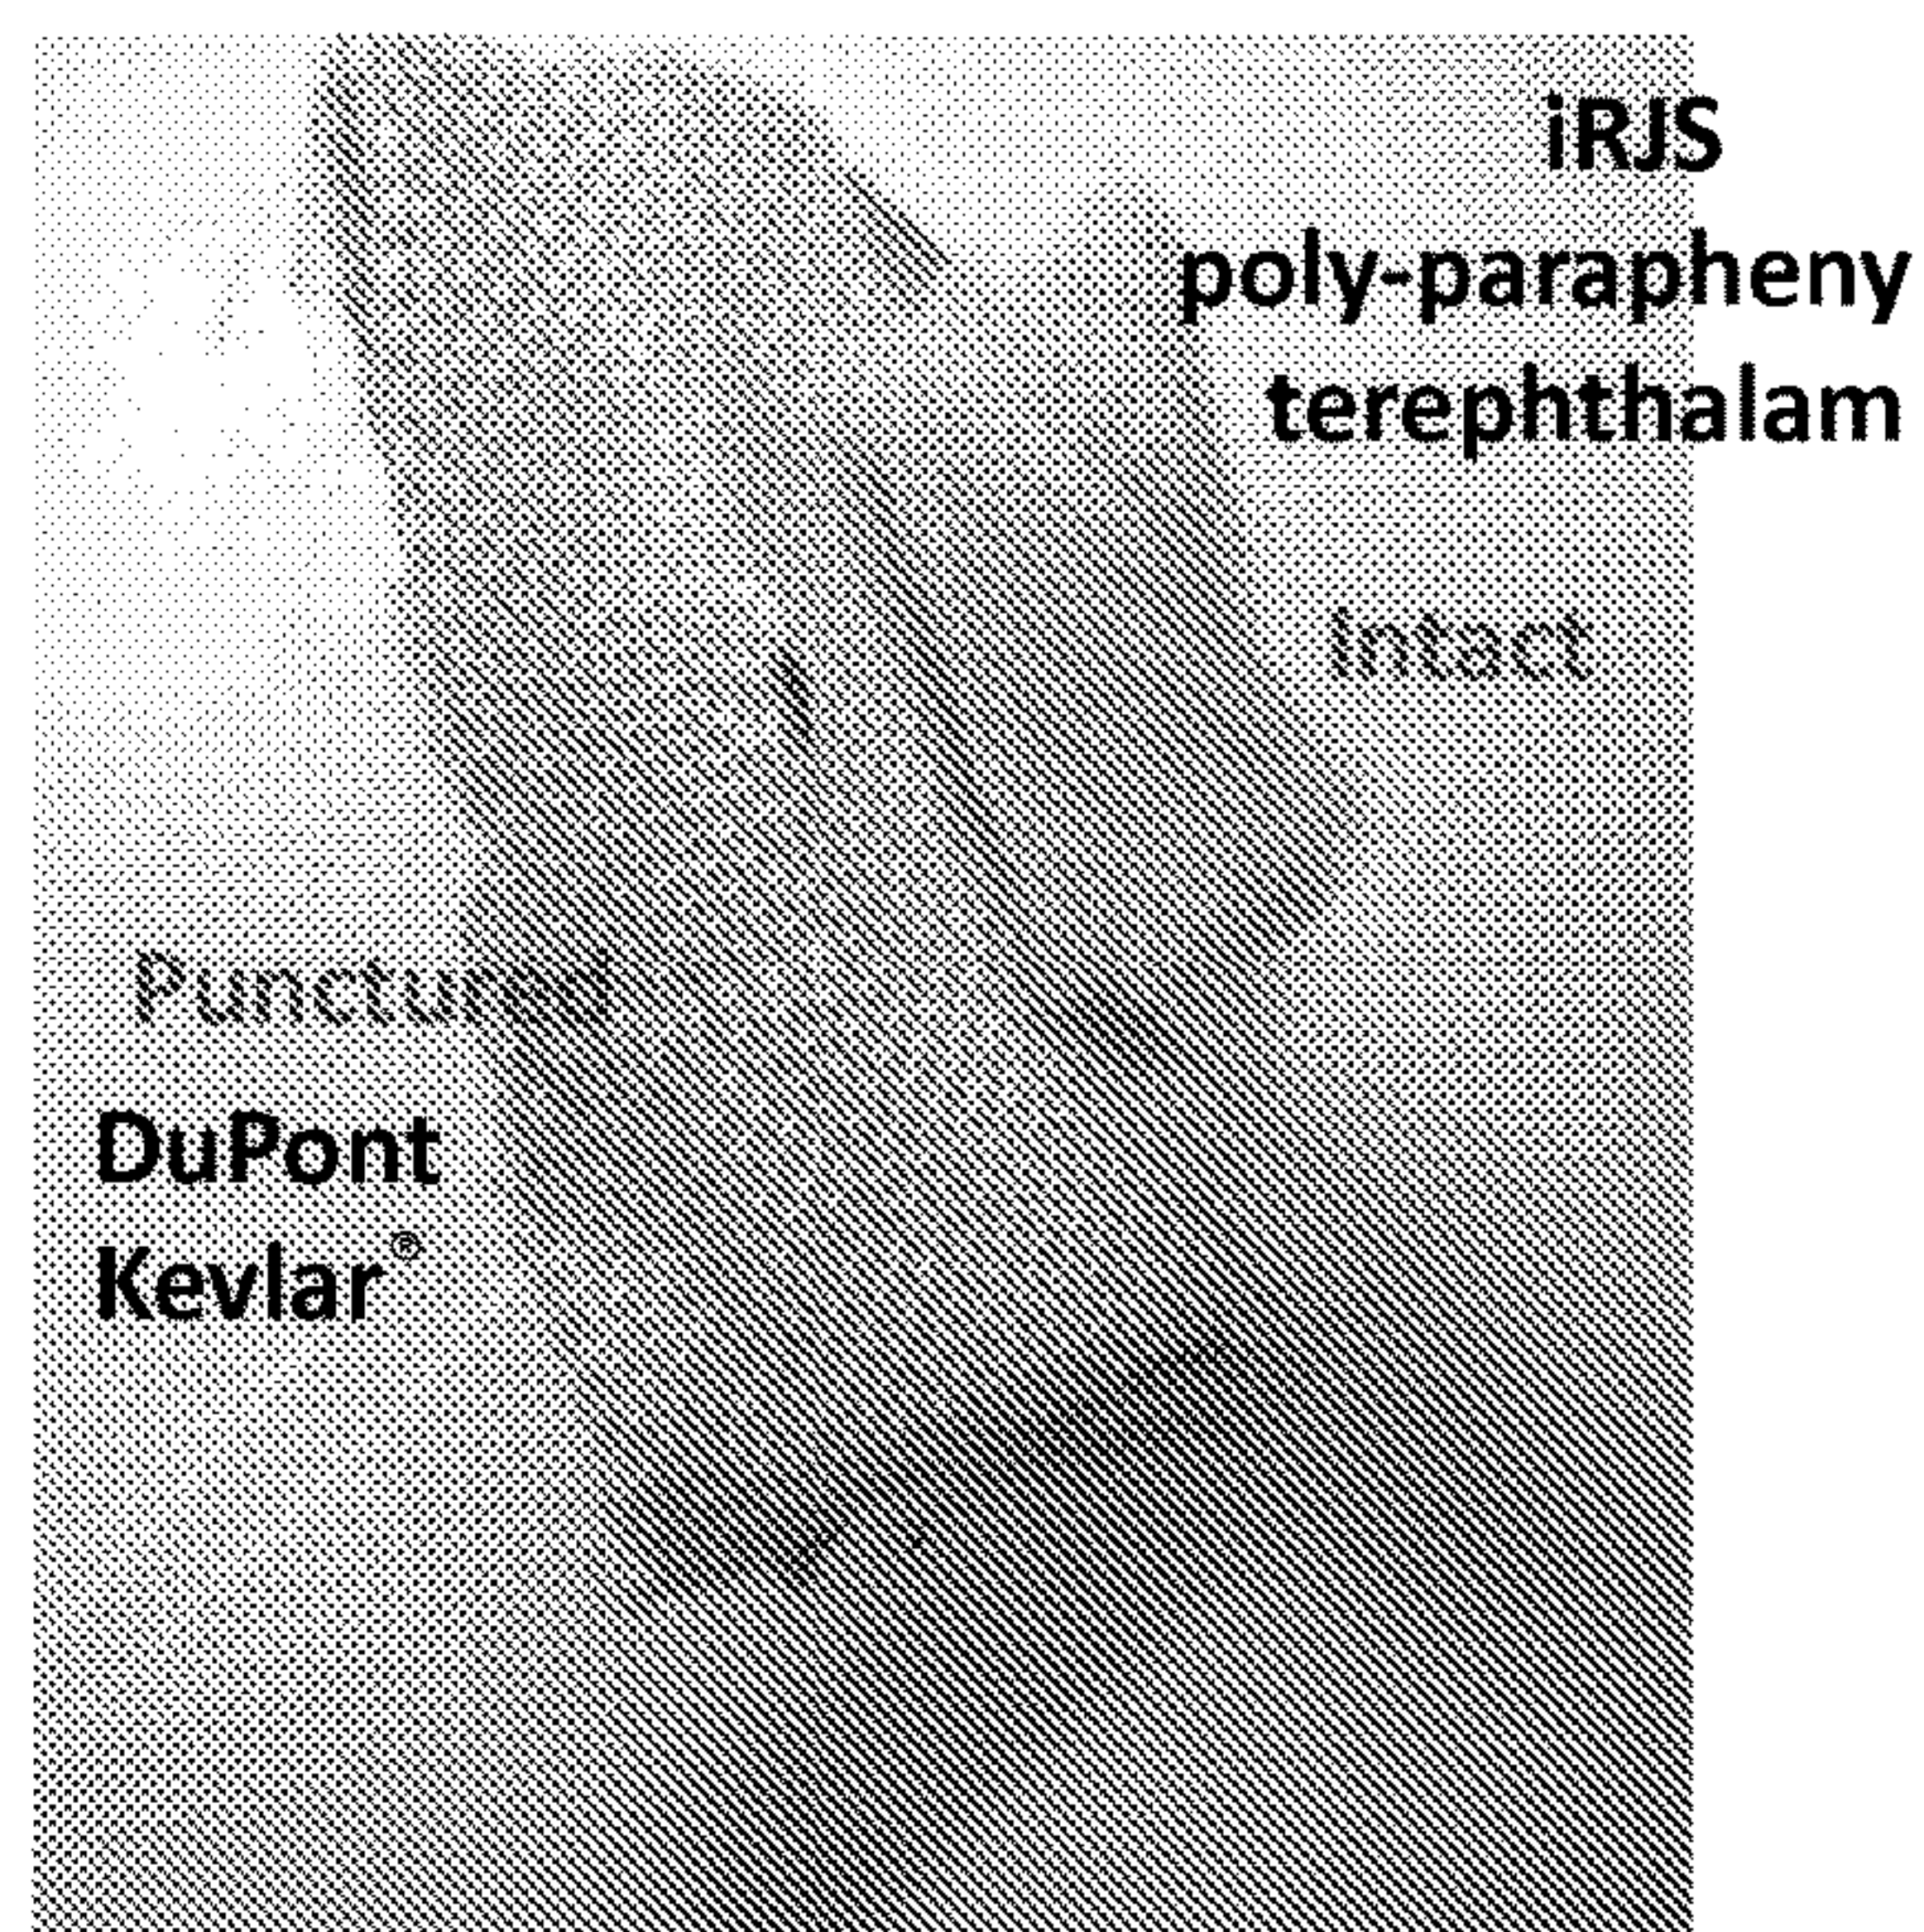 iRJS
poly-parapheny
terephthalam
Intact
Punctured
DuPont
Kevlar®